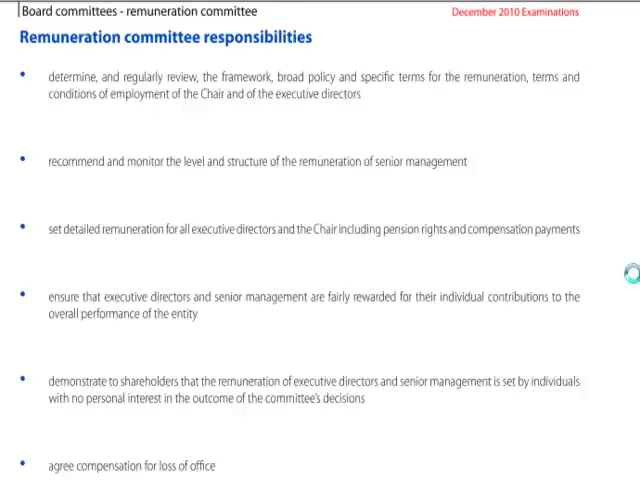 Board committees - remuneration committee
December 2010 Examinations
Remuneration committee responsibilities
• determine, and regularly review, the framework, broad policy and specific terms for the remuneration, terms and
conditions of employment of the Chair and of the executive directors
• recommend and monitor the level and structure of the remuneration of senior management
• set detailed remuneration for all executive directors and the Chair including pension rights and compensation payments
• ensure that executive directors and senior management are fairly rewarded for their individual contributions to the
overall performance of the entity
• demonstrate to shareholders that the remuneration of executive directors and senior management is set by individuals
with no personal interest in the outcome of the committee's decisions
• agree compensation for loss of office